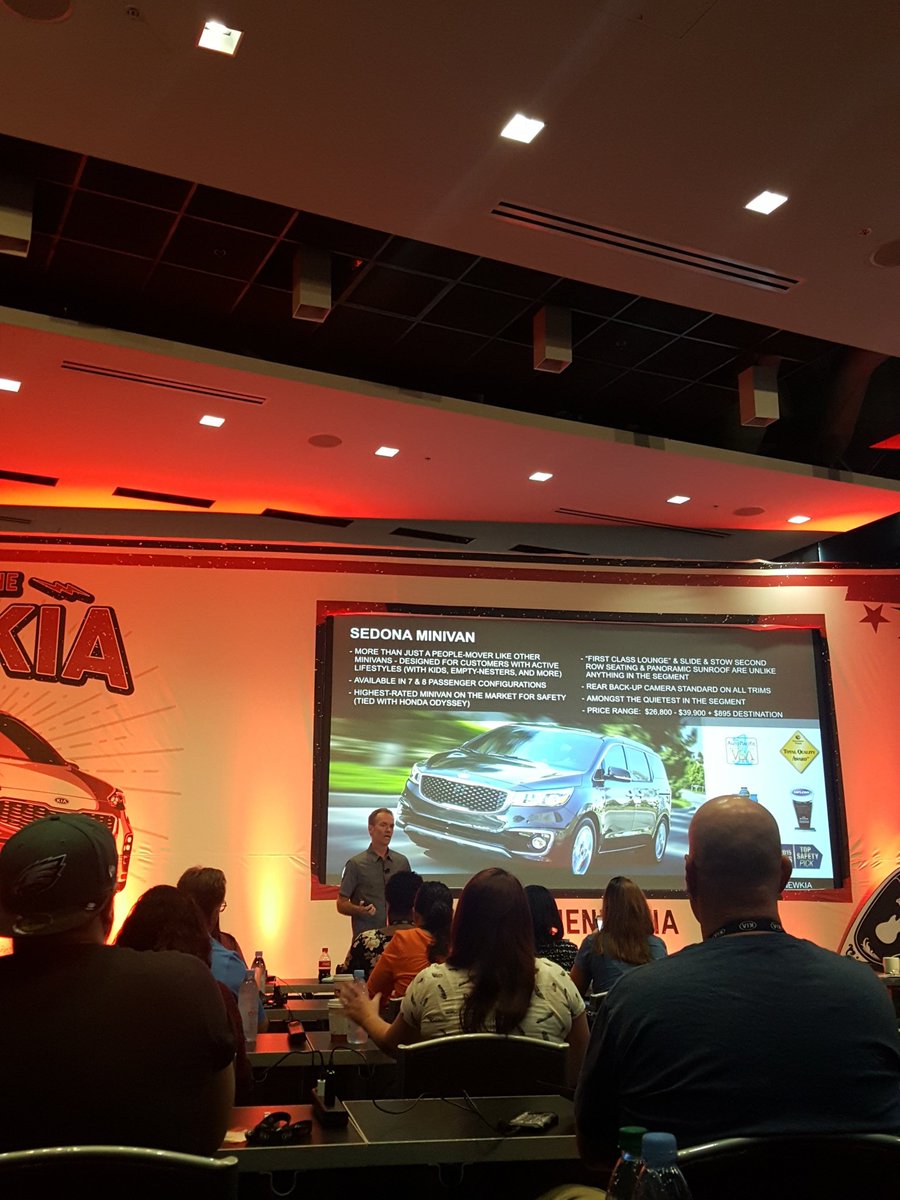 KIA
SEDONA MINIVAN
- MORE THAN JUST A PEOPLE-MOVER LIKE OTHER
MINIVANS - DESIGNED FOR CUSTOMERS WITH ACTIVE
LIFESTYLES (WITH KIDS, EMPTY-NESTERS, AND MORE)
- AVAILABLE IN 7 & 8 PASSENGER CONFIGURATIONS
- HIGHEST-RATED MINIVAN ON THE MARKET FOR SAFETY
(TIED WITH HONDA ODYSSEY)
- "FIRST CLASS LOUNGE" & SLIDE & STOW SECOND
ROW SEATING & PANORAMIC SUNROOF ARE UNLIKE
ANYTHING IN THE SEGMENT
- REAR BACK-UP CAMERA STANDARD ON ALL TRIMS
- AMONGST THE QUIETEST IN THE SEGMENT
- PRICE RANGE: $26,800 - $39,900 + $895 DESTINATION
TOTAL QUALITY
AWARD
TOP
SAFETY
PICK
KIA